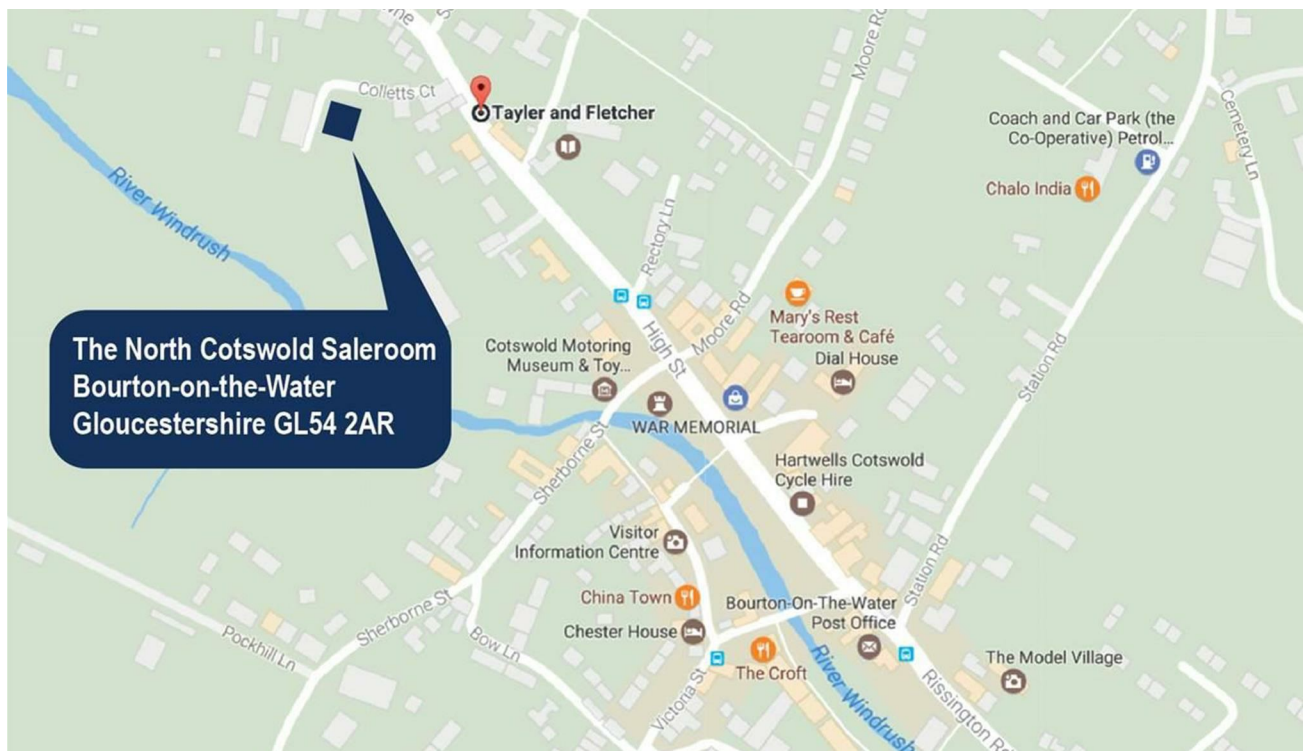 Moore Rd
Colletts Ct
Tayler and Fletcher
Coach and Car Park (the
Co-Operative) Petrol...
Cemetery Ln
Chalo India
River Windrush
Rectory Ln
The North Cotswold Saleroom
Bourton-on-the-Water
Gloucestershire GL54 2AR
High St
Moore Rd
Mary's Rest
Tearoom & Café
Cotswold Motoring
Museum & Toy...
Dial House
Station Rd
WAR MEMORIAL
Sherborne St
Hartwells Cotswold
Cycle Hire
Visitor
Information Centre
China Town
Bourton-On-The-Water
Post Office
Station Rd
Sherborne St
Pockhill Ln
Bow Ln
Chester House
The Croft
The Model Village
Victoria St
River Windrush
Rissington Rd